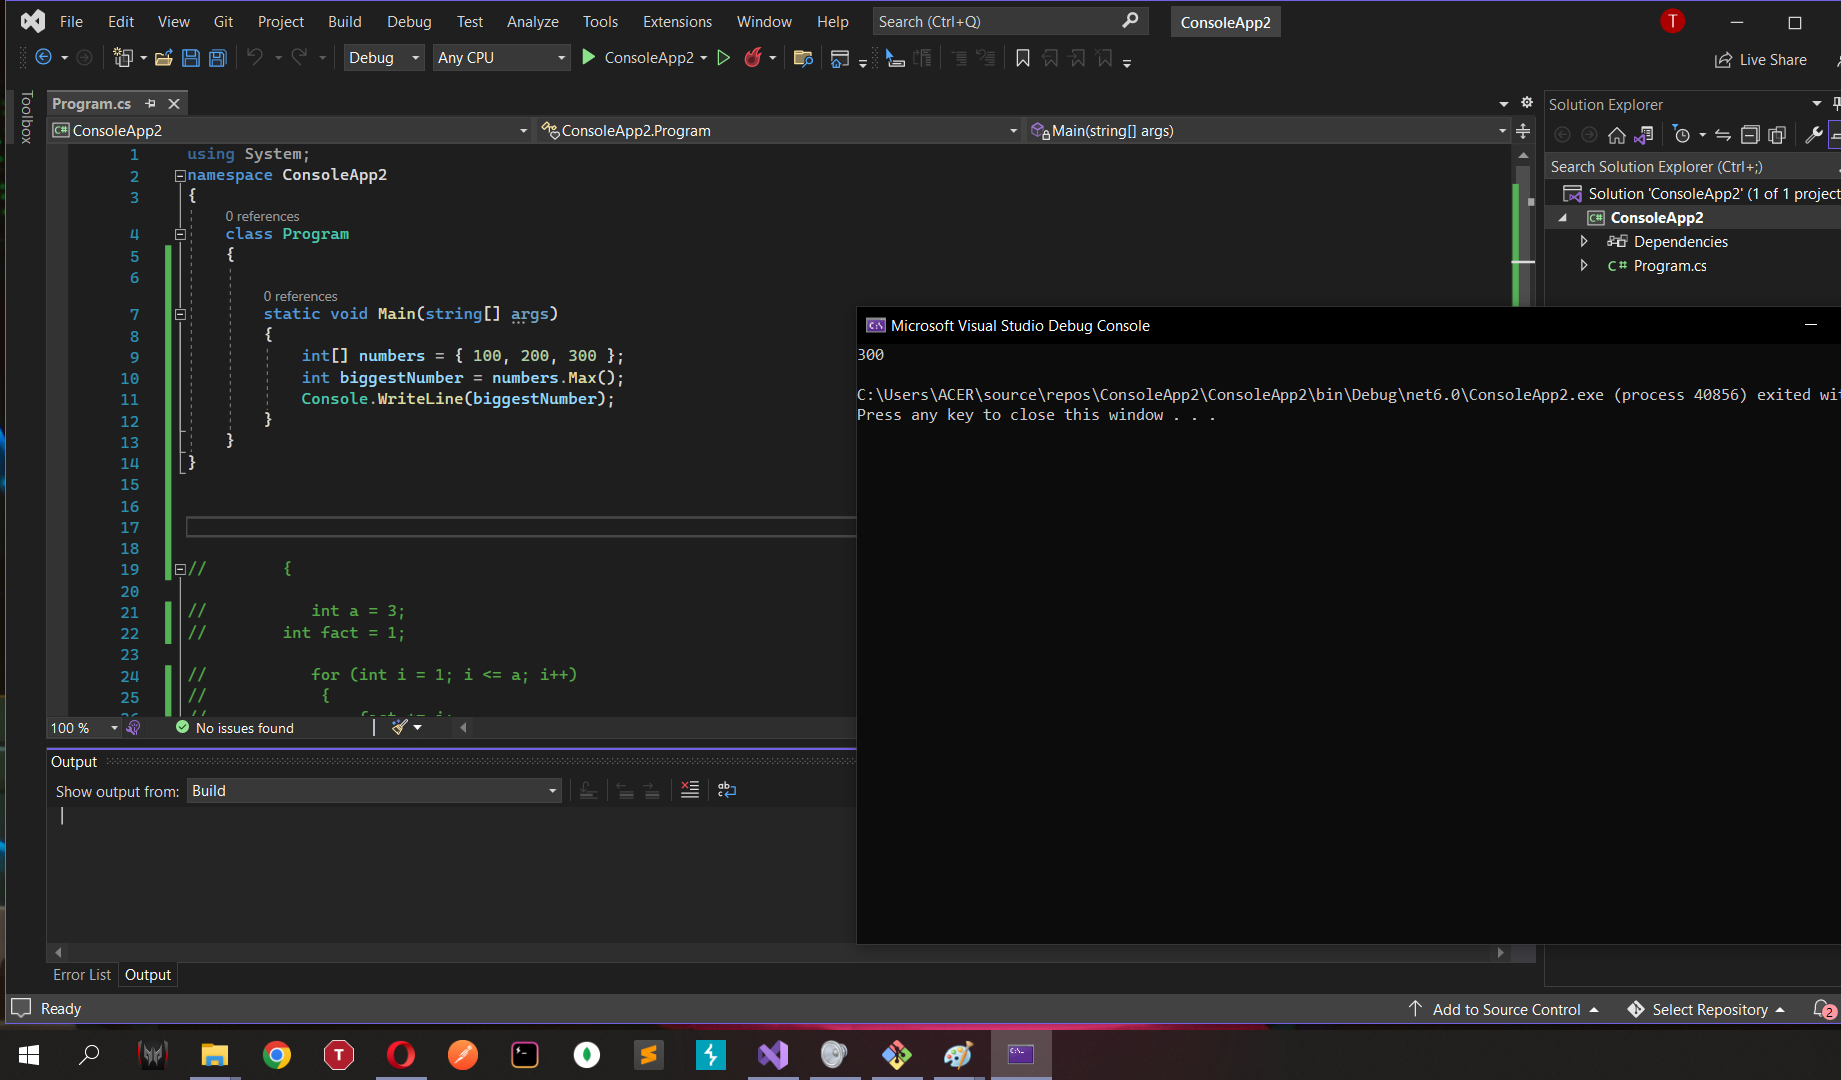 File Edit View Git Project Build Debug Test Analyze Tools Extensions Window Help Search (Ctrl+Q) ConsoleApp2 T
Debug Any CPU ConsoleApp2 Live Share
Toolbox
Program.cs
ConsoleApp2 ConsoleApp2.Program Main(string[] args)
1 using System;
2 namespace ConsoleApp2
3 {
0 references
4 class Program
5 {
6
0 references
7 static void Main(string[] args)
8 {
9 int[] numbers = { 100, 200, 300 };
10 int biggestNumber = numbers.Max();
11 Console.WriteLine(biggestNumber);
12 }
13 }
14 }
15
16
17
18
19 // {
20
21 // int a = 3;
22 // int fact = 1;
23
24 // for (int i = 1; i <= a; i++)
25 // {
100 % No issues found
Output
Show output from: Build
Error List Output
Ready Add to Source Control Select Repository 2
Solution Explorer
Search Solution Explorer (Ctrl+;)
Solution 'ConsoleApp2' (1 of 1 project
C# ConsoleApp2
Dependencies
C# Program.cs
Microsoft Visual Studio Debug Console
300
C:\Users\ACER\source\repos\ConsoleApp2\ConsoleApp2\bin\Debug\net6.0\ConsoleApp2.exe (process 40856) exited wi
Press any key to close this window . . .